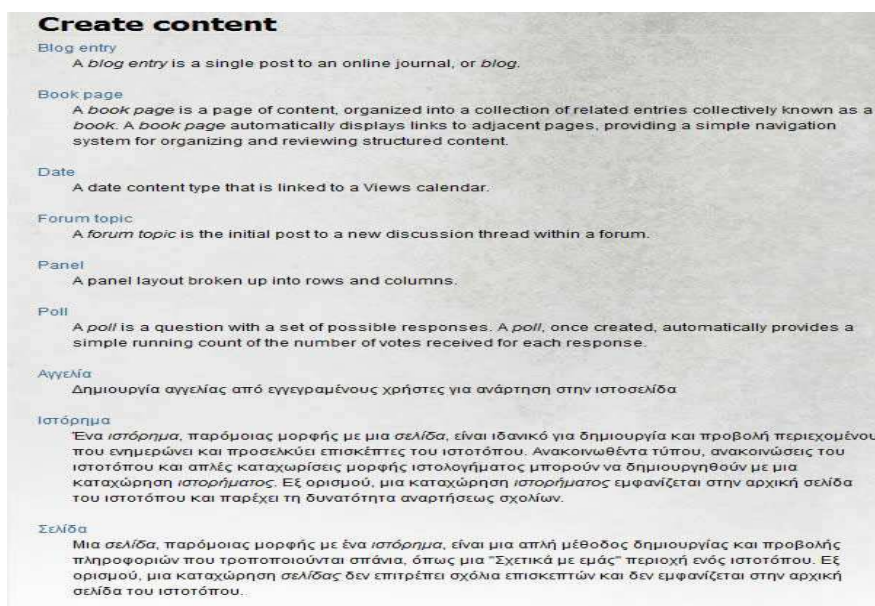 Create content
Blog entry
A blog entry is a single post to an online journal, or blog.
Book page
A book page is a page of content, organized into a collection of related entries collectively known as a
book. A book page automatically displays links to adjacent pages, providing a simple navigation
system for organizing and reviewing structured content.
Date
A date content type that is linked to a Views calendar.
Forum topic
A forum topic is the initial post to a new discussion thread within a forum.
Panel
A panel layout broken up into rows and columns.
Poll
A poll is a question with a set of possible responses. A poll, once created, automatically provides a
simple running count of the number of votes received for each response.
Αγγελία
Δημιουργία αγγελίας από εγγεγραμένους χρήστες για ανάρτηση στην ιστοσελίδα
Ιστόρημα
Ένα ιστόρημα, παρόμοιας μορφής με μια σελίδα, είναι ιδανικό για δημιουργία και προβολή περιεχομένου
που ενημερώνει και προσελκύει επισκέπτες του ιστοτόπου. Ανακοινωθέντα τύπου, ανακοινώσεις του
ιστοτόπου και απλές καταχωρίσεις μορφής ιστολογήματος μπορούν να δημιουργηθούν με μια
καταχώρηση ιστορήματος. Εξ ορισμού, μια καταχώρηση ιστορήματος εμφανίζεται στην αρχική σελίδα
του ιστοτόπου και παρέχει τη δυνατότητα αναρτήσεως σχολίων.
Σελίδα
Μια σελίδα, παρόμοιας μορφής με ένα ιστόρημα, είναι μια απλή μέθοδος δημιουργίας και προβολής
πληροφοριών που τροποποιούνται σπάνια, όπως μια "Σχετικά με εμάς" περιοχή ενός ιστοτόπου. Εξ
ορισμού, μια καταχώρηση σελίδας δεν επιτρέπει σχόλια επισκεπτών και δεν εμφανίζεται στην αρχική
σελίδα του ιστοτόπου.